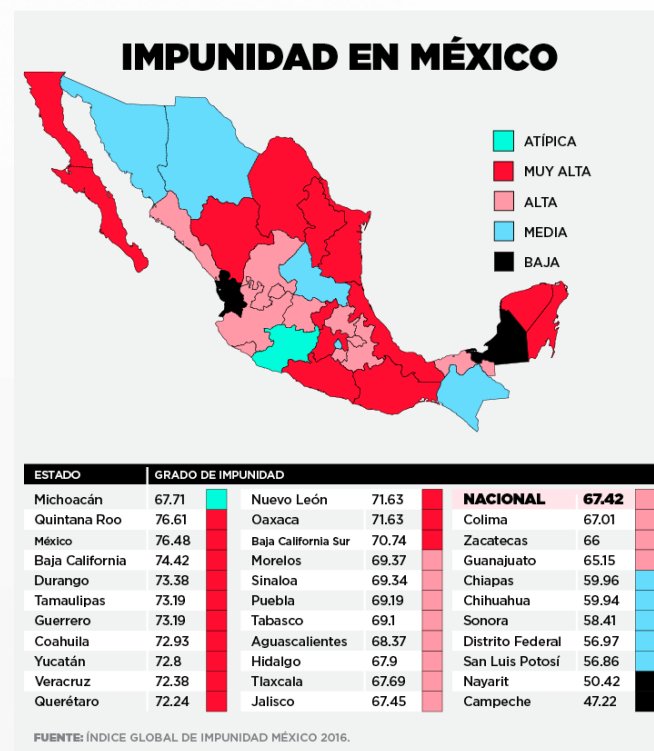 IMPUNIDAD EN MÉXICO
ATÍPICA
MUY ALTA
ALTA
MEDIA
BAJA
ESTADO GRADO DE IMPUNIDAD
Michoacán 67.71
Quintana Roo 76.61
México 76.48
Baja California 74.42
Durango 73.38
Tamaulipas 73.19
Guerrero 73.19
Coahuila 72.93
Yucatán 72.8
Veracruz 72.38
Querétaro 72.24
Nuevo León 71.63
Oaxaca 71.63
Baja California Sur 70.74
Morelos 69.37
Sinaloa 69.34
Puebla 69.19
Tabasco 69.1
Aguascalientes 68.37
Hidalgo 67.9
Tlaxcala 67.69
Jalisco 67.45
NACIONAL 67.42
Colima 67.01
Zacatecas 66
Guanajuato 65.15
Chiapas 59.96
Chihuahua 59.94
Sonora 58.41
Distrito Federal 56.97
San Luis Potosí 56.86
Nayarit 50.42
Campeche 47.22
FUENTE: ÍNDICE GLOBAL DE IMPUNIDAD MÉXICO 2016.